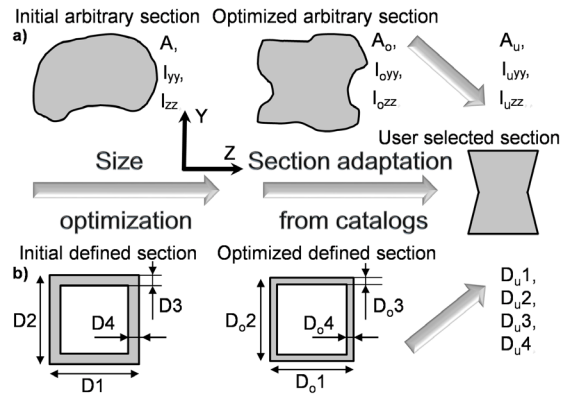 Initial arbitrary section
Optimized arbitrary section
a)
A,
Iyy,
Izz
Ao,
Ioyy,
Iozz
Au,
Iuyy,
Iuzz
Y
Z
User selected section
Size
optimization
Section adaptation
from catalogs
Initial defined section
Optimized defined section
b)
D2
D3
D4
D1
Do2
Do3
Do4
Do1
Du1,
Du2,
Du3,
Du4